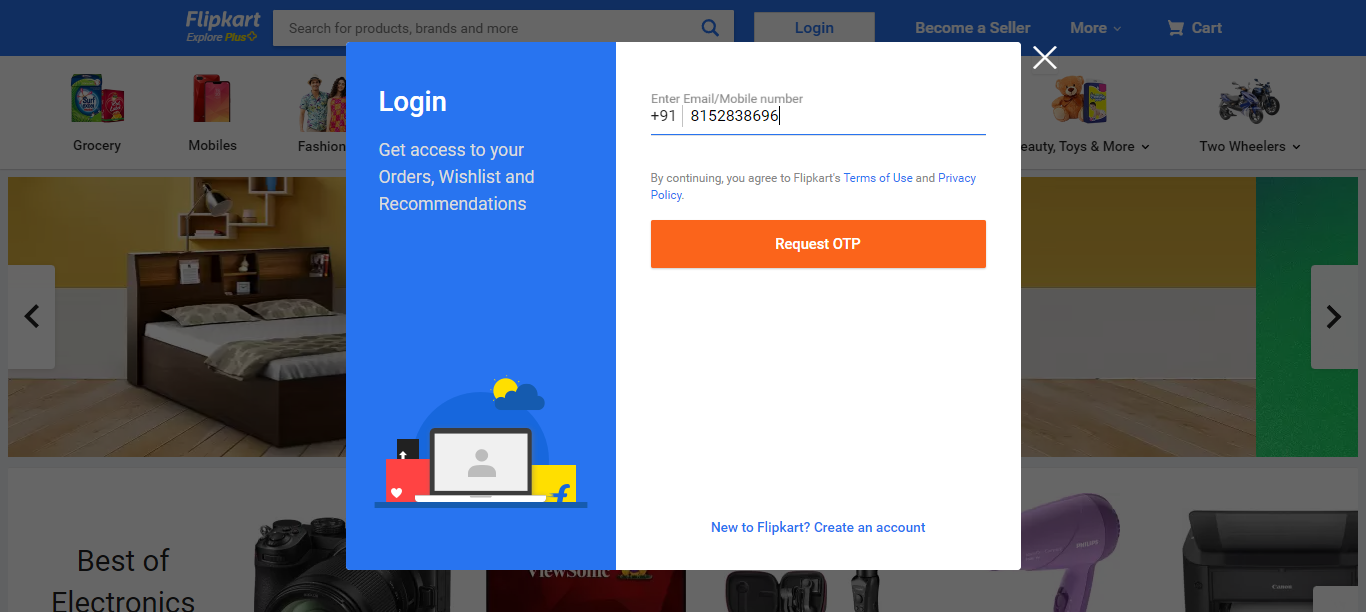 Flipkart
Explore Plus
Search for products, brands and more
Login
Become a Seller
More
Cart
Grocery
Mobiles
Fashion
eauty, Toys & More
Two Wheelers
Login
Get access to your
Orders, Wishlist and
Recommendations
Enter Email/Mobile number
+91 8152838696
By continuing, you agree to Flipkart's Terms of Use and Privacy
Policy.
Request OTP
New to Flipkart? Create an account
Best of
Electronics
ViewSonic
PHILIPS
Canon